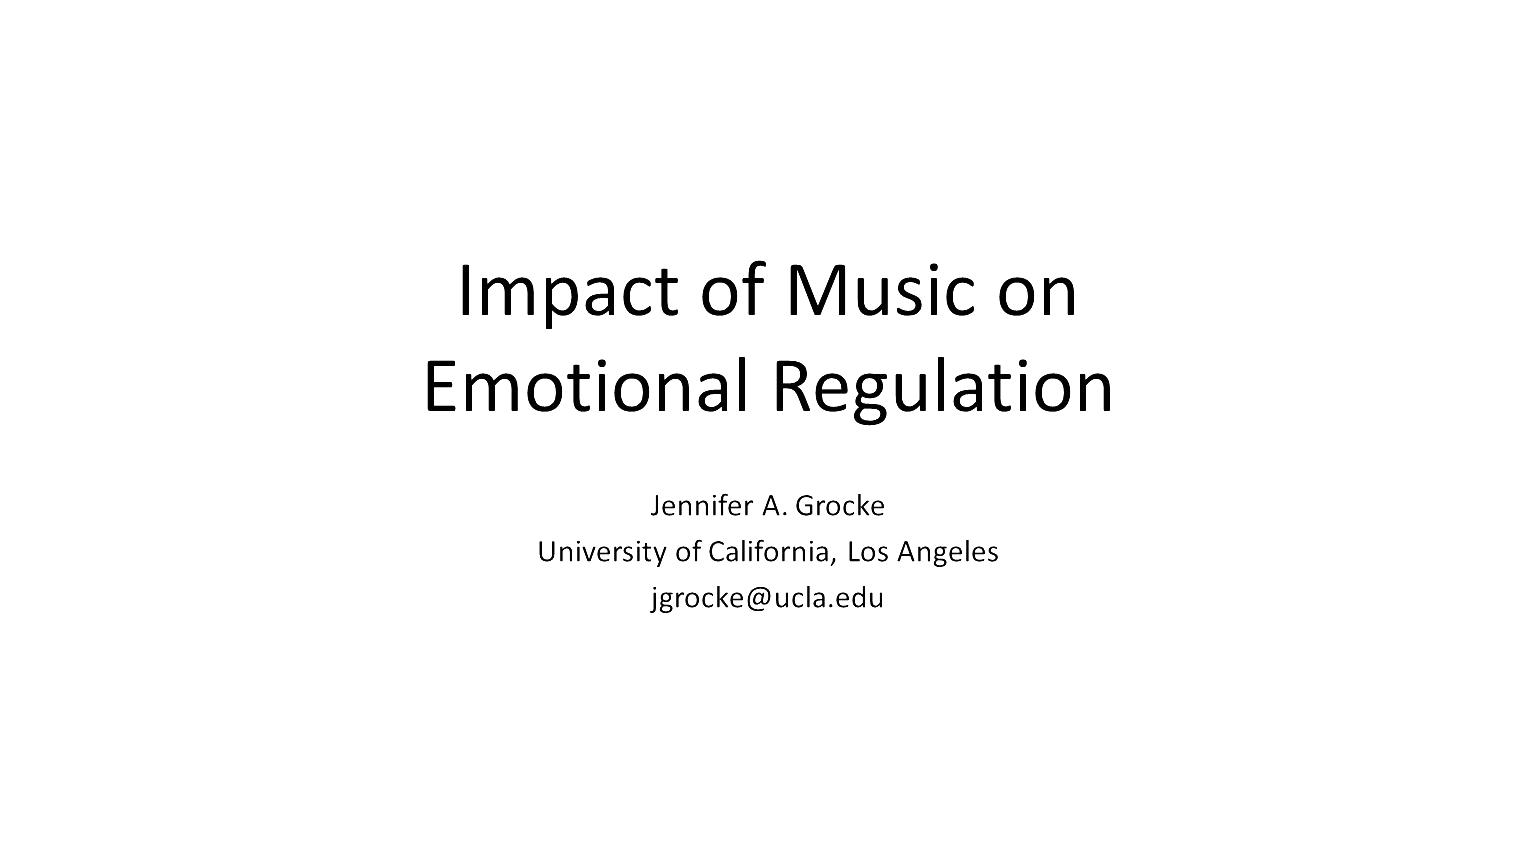 Impact of Music on
Emotional Regulation
Jennifer A. Grocke
University of California, Los Angeles
jgrocke@ucla.edu